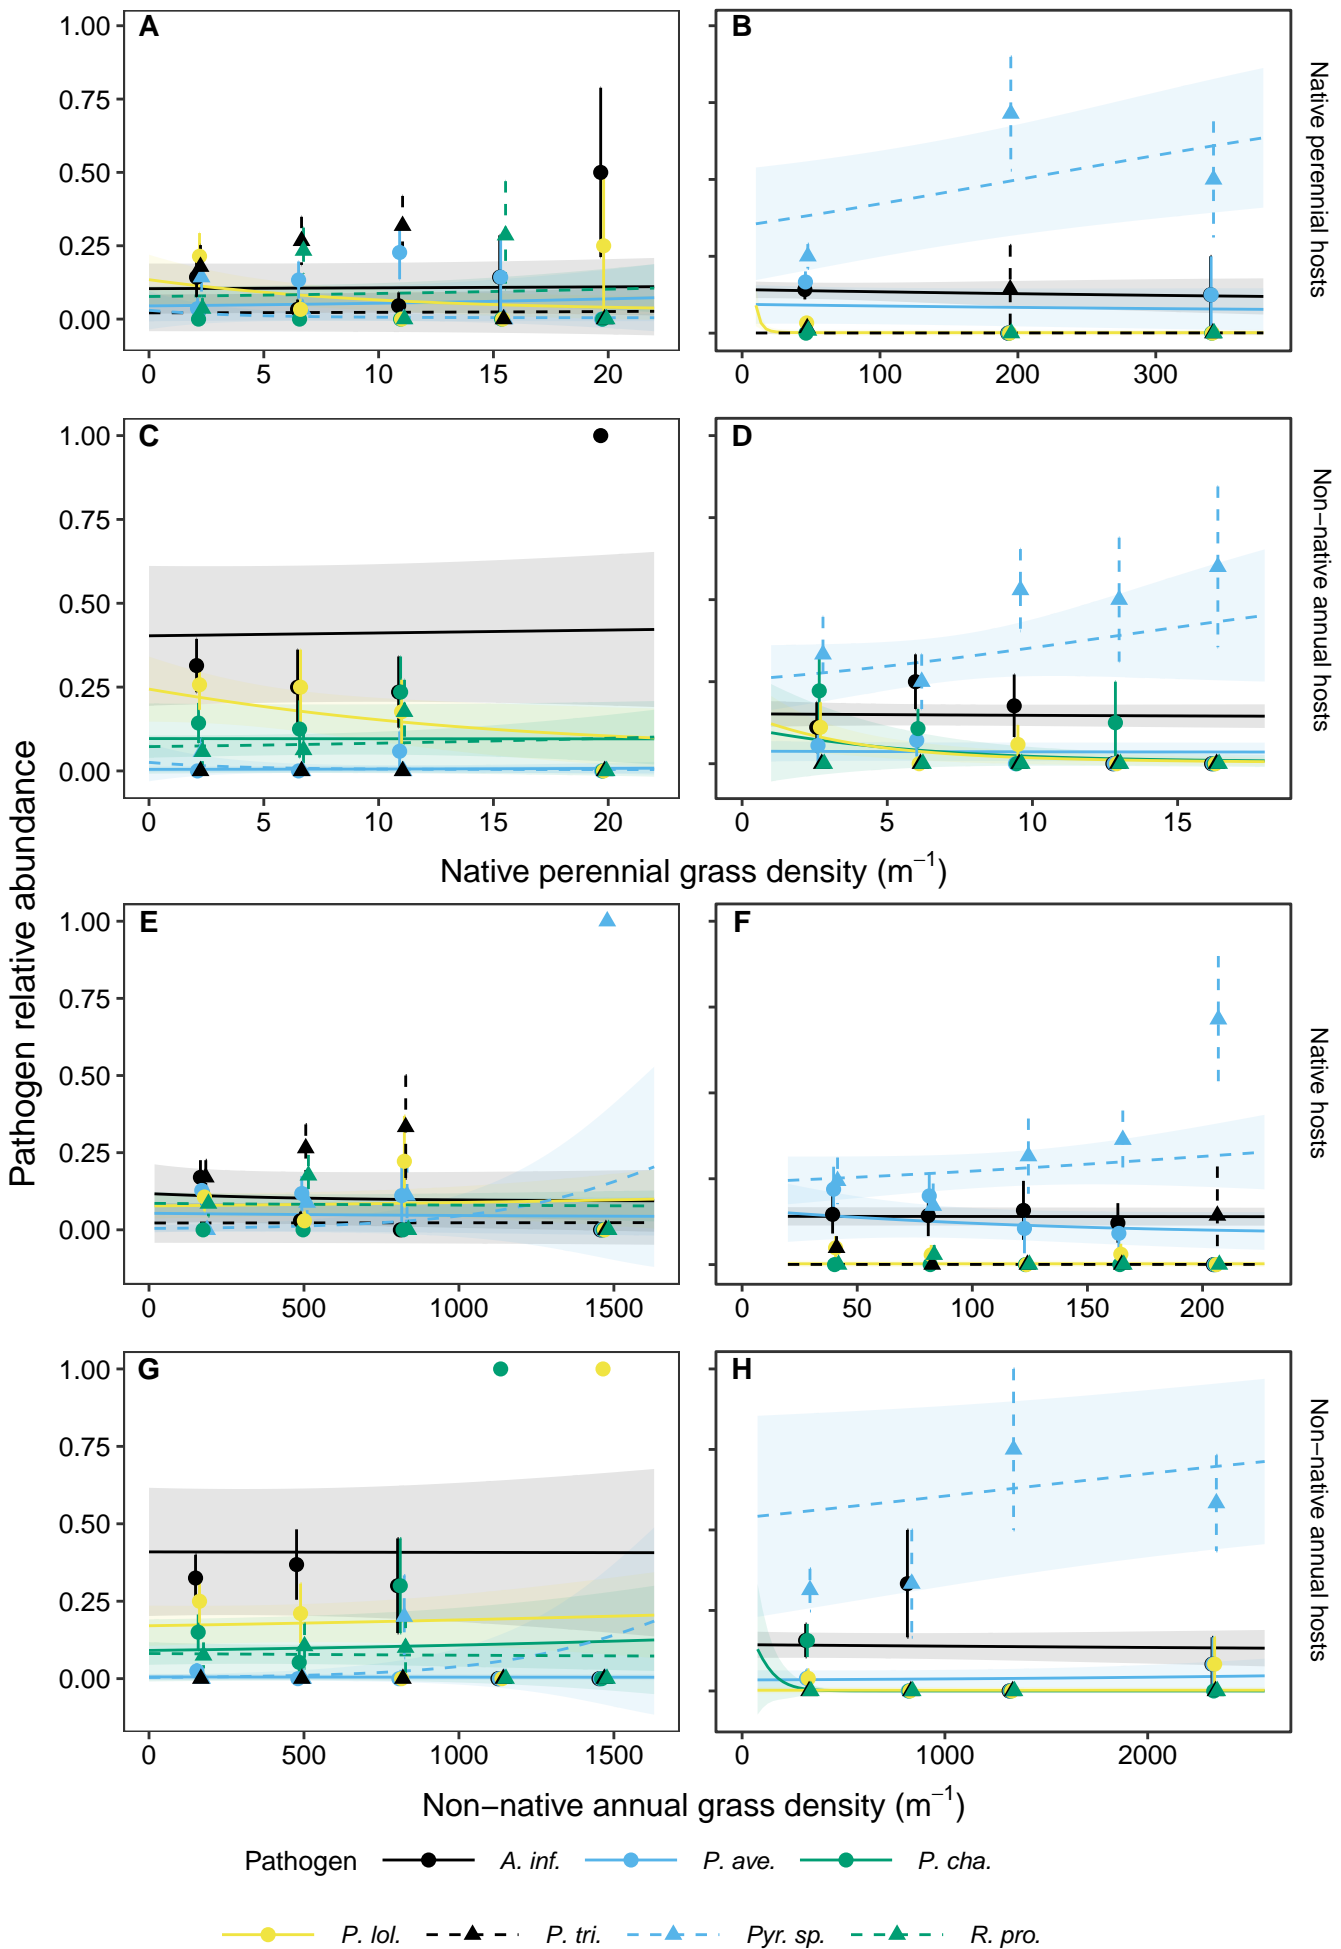 A
B
1.00
0.75
0.50
0.25
0.00
0 5 10 15 20
0 100 200 300
Native perennial hosts
C
D
1.00
0.75
0.50
0.25
0.00
0 5 10 15 20
0 5 10 15
Non−native annual hosts
Native perennial grass density (m−1)
Pathogen relative abundance
E
F
1.00
0.75
0.50
0.25
0.00
0 500 1000 1500
0 50 100 150 200
Native hosts
G
H
1.00
0.75
0.50
0.25
0.00
0 500 1000 1500
0 1000 2000
Non−native annual hosts
Non−native annual grass density (m−1)
Pathogen A. inf. P. ave. P. cha.
P. lol. P. tri. Pyr. sp. R. pro.